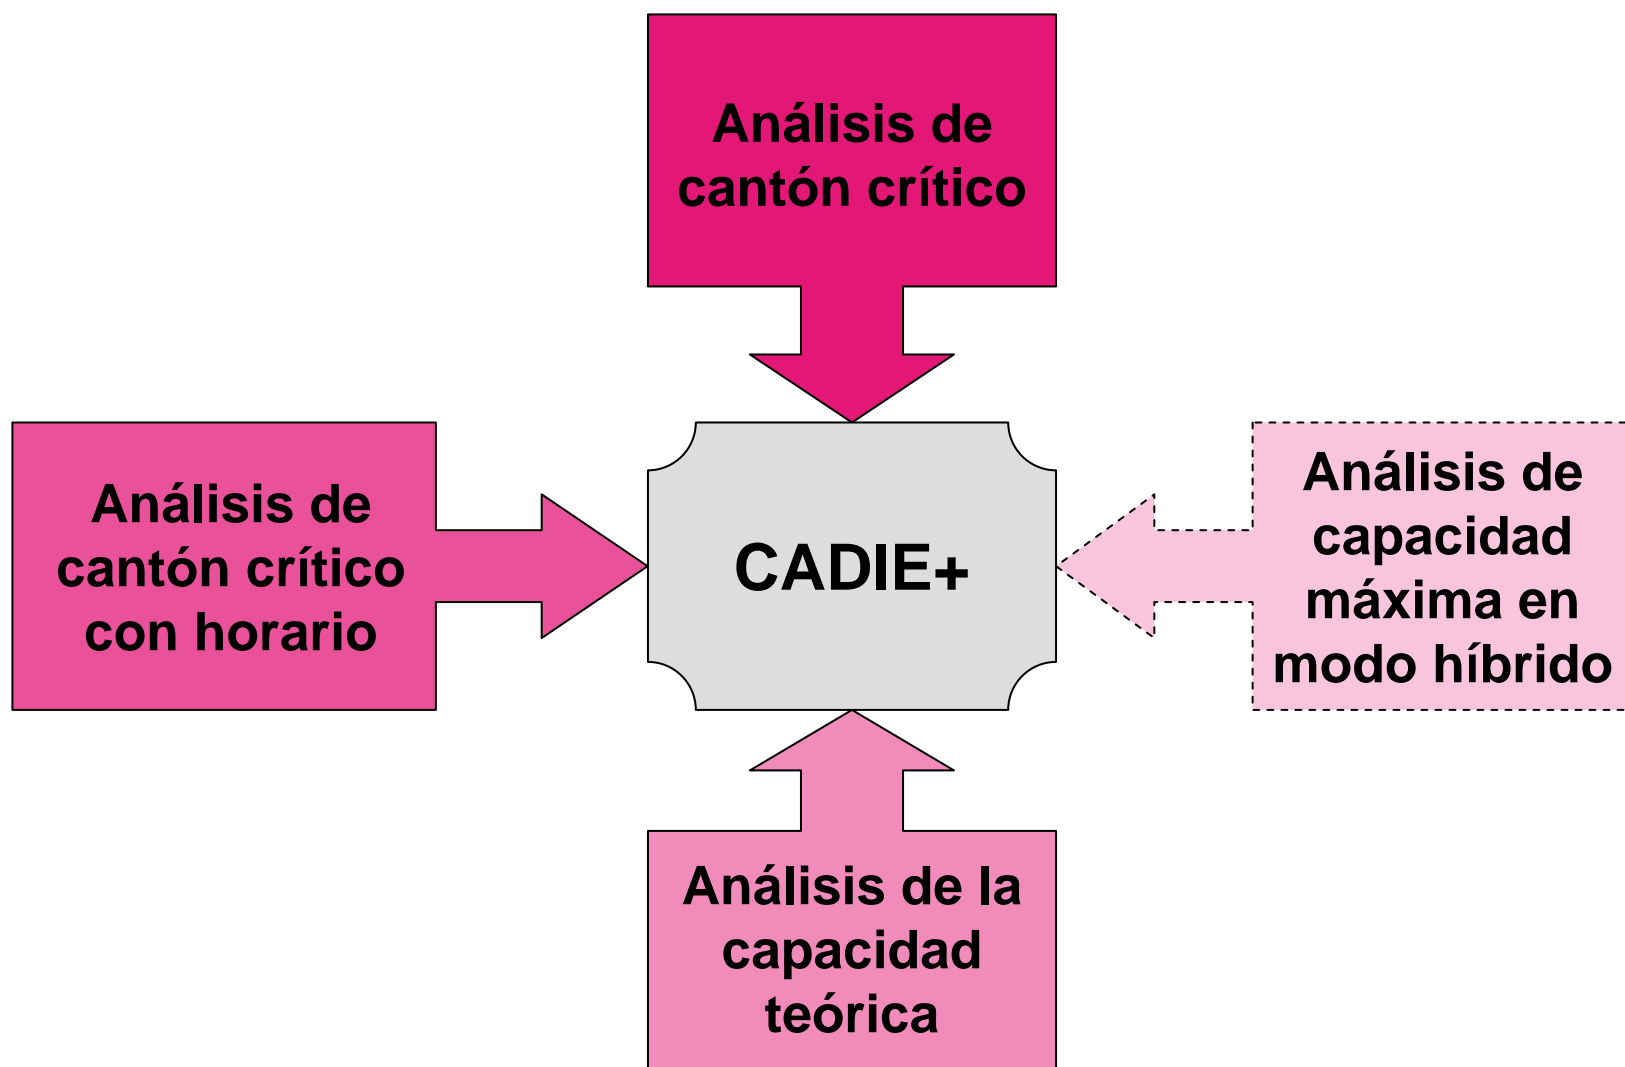 Análisis de
cantón crítico
Análisis de
cantón crítico
con horario
CADIE+
Análisis de
capacidad
máxima en
modo híbrido
Análisis de la
capacidad
teórica